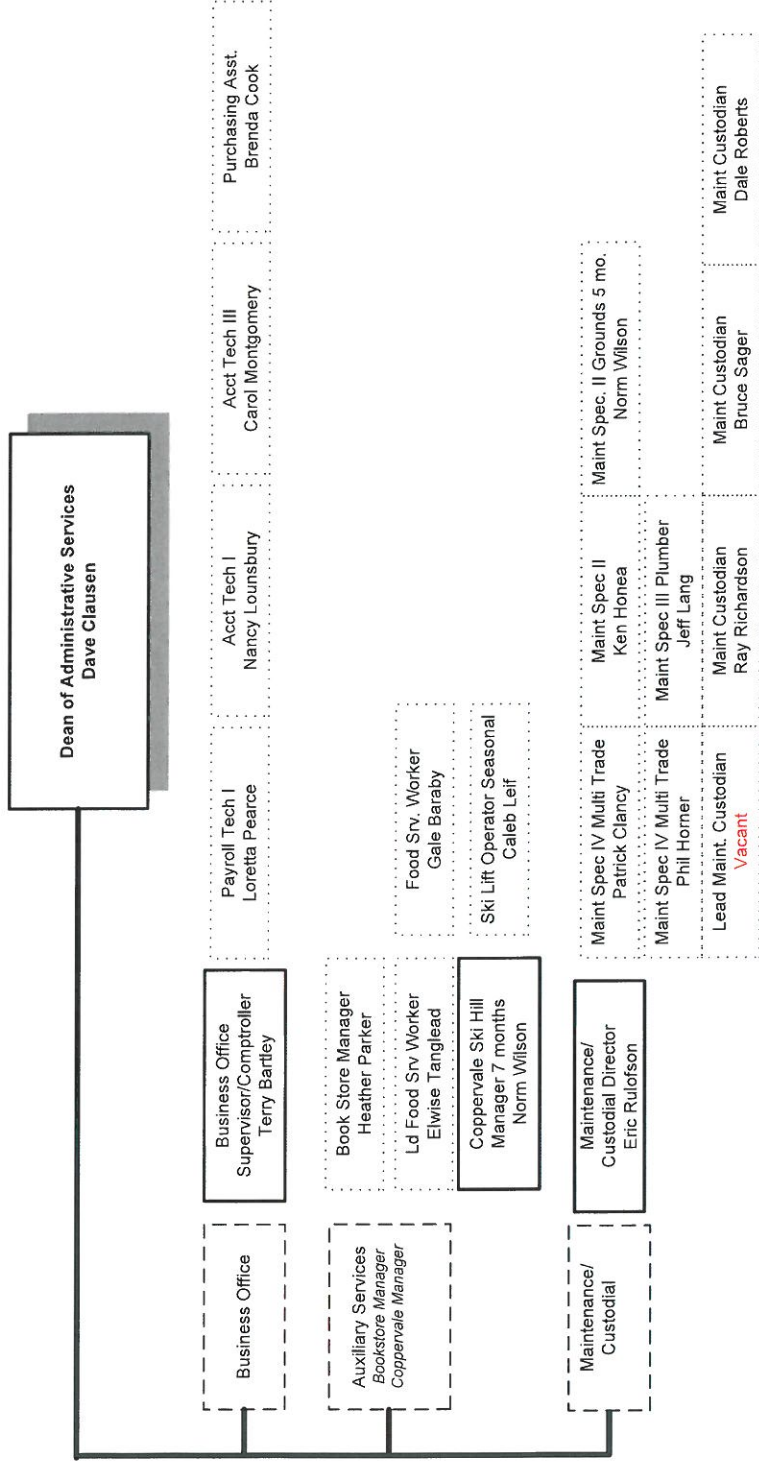 Dean of Administrative Services
Dave Clausen
Business Office
Business Office
Supervisor/Comptroller
Terry Bartley
Payroll Tech I
Loretta Pearce
Acct Tech I
Nancy Lounsbury
Acct Tech III
Carol Montgomery
Purchasing Asst.
Brenda Cook
Auxiliary Services
Bookstore Manager
Coppervale Manager
Book Store Manager
Heather Parker
Ld Food Srv Worker
Elwise Tanglead
Food Srv. Worker
Gale Baraby
Coppervale Ski Hill
Manager 7 months
Norm Wilson
Ski Lift Operator Seasonal
Caleb Leif
Maintenance/
Custodial
Maintenance/
Custodial Director
Eric Rulofson
Maint Spec IV Multi Trade
Patrick Clancy
Maint Spec II
Ken Honea
Maint Spec. II Grounds 5 mo.
Norm Wilson
Maint Spec IV Multi Trade
Phil Horner
Maint Spec III Plumber
Jeff Lang
Lead Maint. Custodian
Vacant
Maint Custodian
Ray Richardson
Maint Custodian
Bruce Sager
Maint Custodian
Dale Roberts